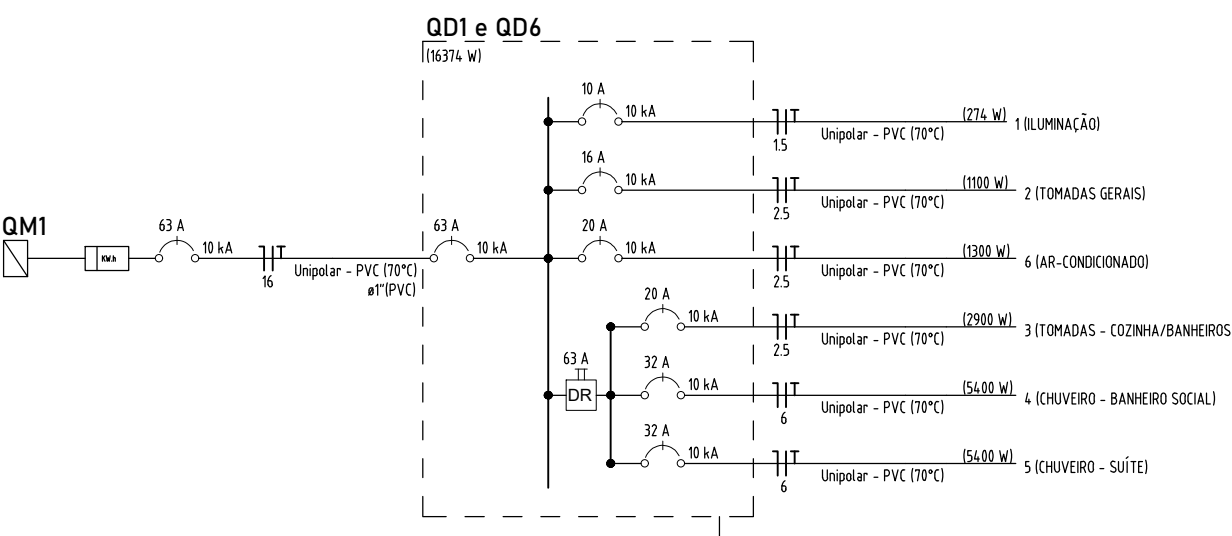 QD1 e QD6
(16374 W)
10 A
10 kA
1.5
Unipolar - PVC (70°C)
(274 W)
1 (ILUMINAÇÃO)
16 A
10 kA
2.5
Unipolar - PVC (70°C)
(1100 W)
2 (TOMADAS GERAIS)
QM1
KW.h
63 A
10 kA
16
Unipolar - PVC (70°C)
ø1"(PVC)
63 A
10 kA
20 A
10 kA
2.5
Unipolar - PVC (70°C)
(1300 W)
6 (AR-CONDICIONADO)
20 A
10 kA
2.5
Unipolar - PVC (70°C)
(2900 W)
3 (TOMADAS - COZINHA/BANHEIROS
63 A
DR
32 A
10 kA
6
Unipolar - PVC (70°C)
(5400 W)
4 (CHUVEIRO - BANHEIRO SOCIAL)
32 A
10 kA
6
Unipolar - PVC (70°C)
(5400 W)
5 (CHUVEIRO - SUÍTE)